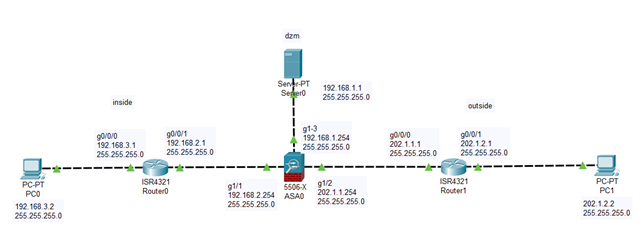 dzm
Server-PT
Server0
192.168.1.1
255.255.255.0
inside
outside
g0/0/0
192.168.3.1
255.255.255.0
g0/0/1
192.168.2.1
255.255.255.0
g1-3
192.168.1.254
255.255.255.0
g0/0/0
202.1.1.1
255.255.255.0
g0/0/1
202.1.2.1
255.255.255.0
PC-PT
PC0
192.168.3.2
255.255.255.0
ISR4321
Router0
g1/1
192.168.2.254
255.255.255.0
5506-X
ASA0
g1/2
202.1.1.254
255.255.255.0
ISR4321
Router1
PC-PT
PC1
202.1.2.2
255.255.255.0